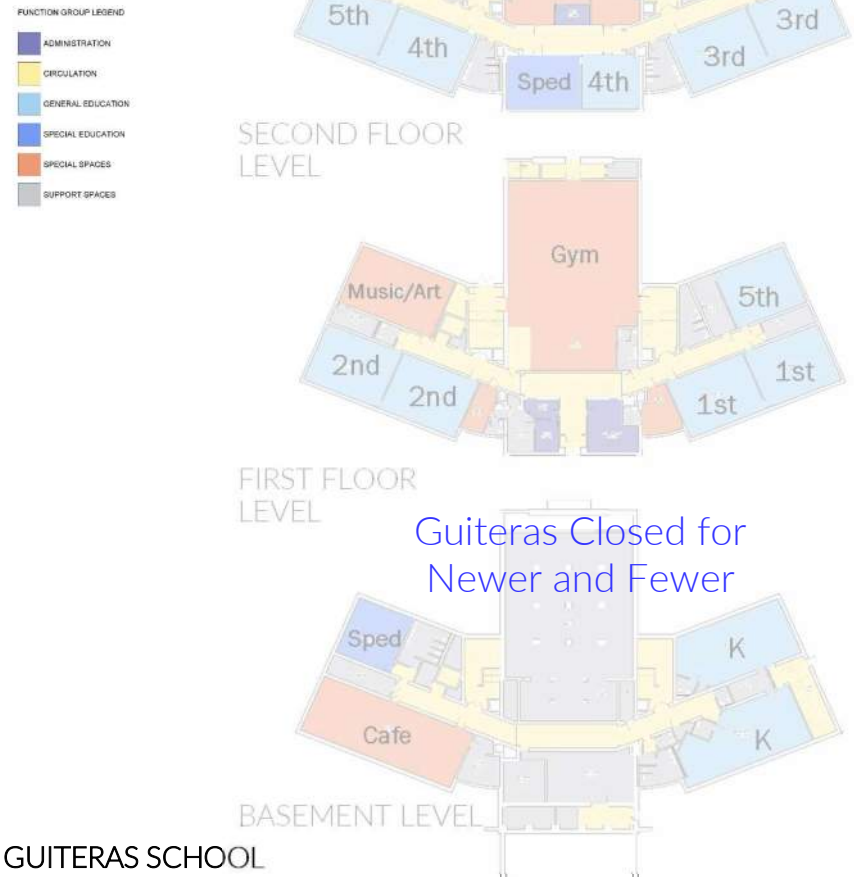 FUNCTION GROUP LEGEND
ADMINISTRATION
CIRCULATION
GENERAL EDUCATION
SPECIAL EDUCATION
SPECIAL SPACES
SUPPORT SPACES
5th
4th
Sped
4th
3rd
3rd
SECOND FLOOR
LEVEL
Gym
Music/Art
5th
2nd
2nd
1st
1st
FIRST FLOOR
LEVEL
Guiteras Closed for
Newer and Fewer
Sped
K
Cafe
K
BASEMENT LEVEL
GUITERAS SCHOOL